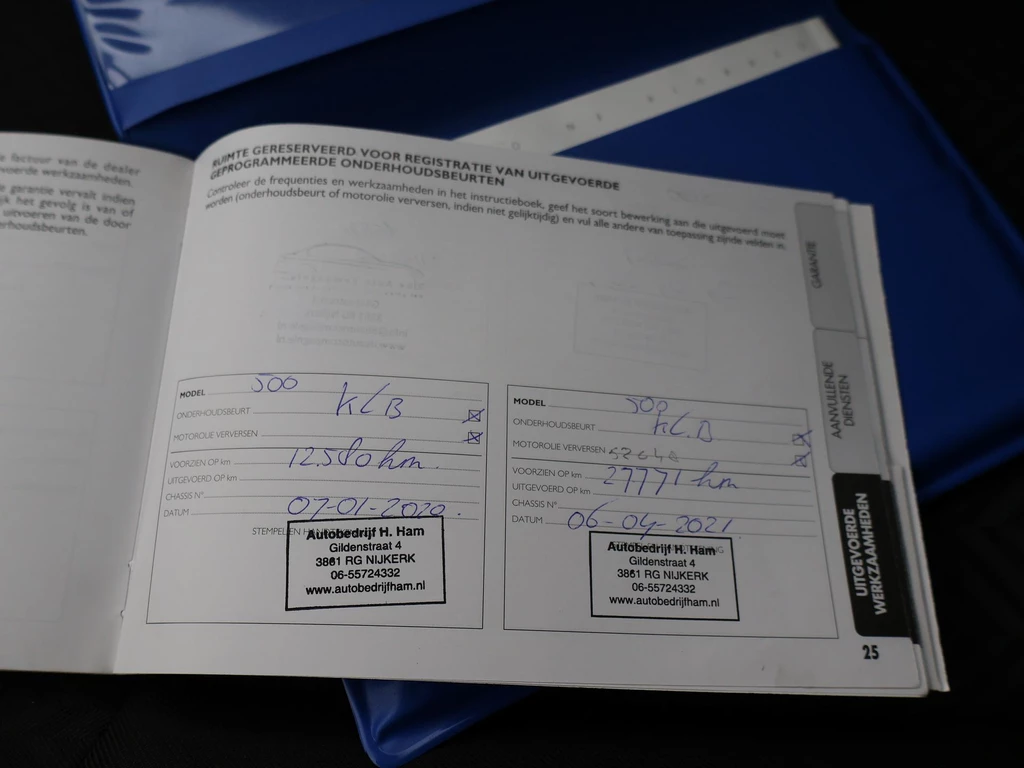 factuur van de dealer
werkzaamheden.
garantie vervalt indien
het gevolg is van of
uitvoeren van de door
RUIMTE GERESERVEERD VOOR REGISTRATIE VAN UITGEVOERDE
GEPROGRAMMEERDE ONDERHOUDSBEURTEN
Controleer de frequenties en werkzaamheden in het instructieboek, geef het soort bewerking aan die uitgevoerd moet
worden (onderhoudsbeurt of motorolie verversen, indien niet gelijktijdig) en vul alle andere van toepassing zijnde velden in.
MODEL 500
ONDERHOUDSBEURT KLB
MOTOROLIE VERVERSEN
VOORZIEN OP km 12580 km.
UITGEVOERD OP km
CHASSIS N°
DATUM 07-01-2020.
Autobedrijf H. Ham
Gildenstraat 4
3861 RG NIJKERK
06-55724332
www.autobedrijfham.nl
MODEL 500
ONDERHOUDSBEURT KL.B
MOTOROLIE VERVERSEN
VOORZIEN OP km 27771 km
UITGEVOERD OP km
CHASSIS N°
DATUM 06-04-2021
Autobedrijf H. Ham
Gildenstraat 4
3861 RG NIJKERK
06-55724332
www.autobedrijfham.nl
GARANTIE
AANVULLENDE
DIENSTEN
UITGEVOERDE
WERKZAAMHEDEN
25